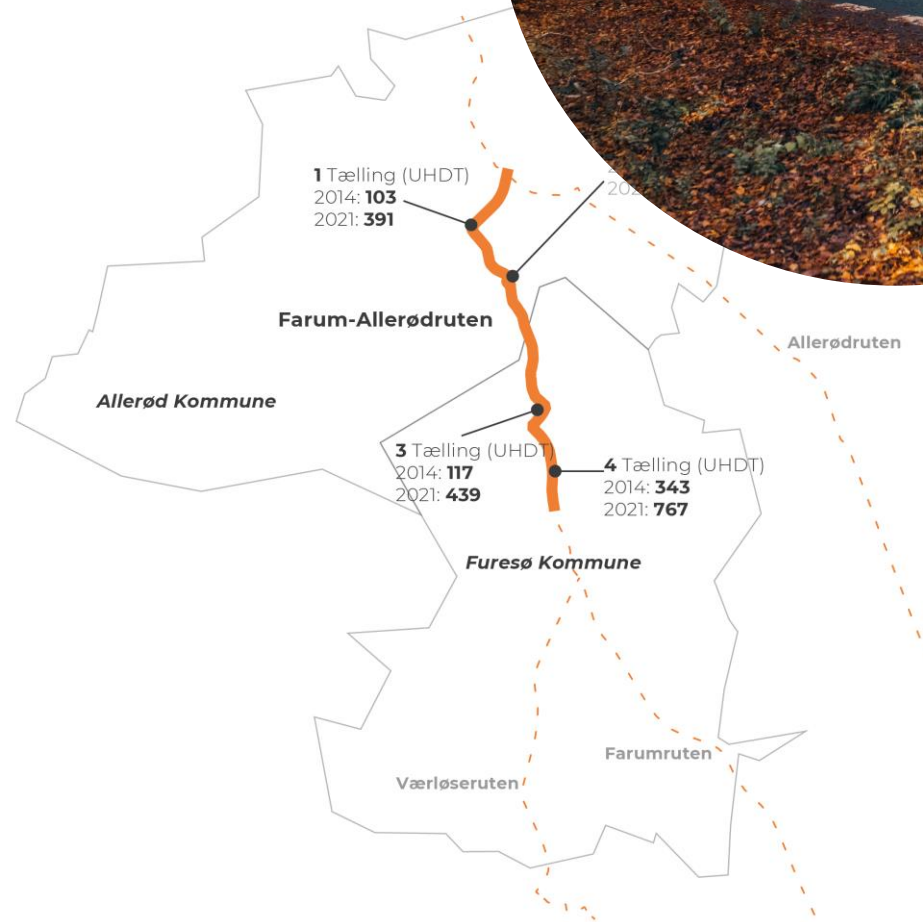 1 Tælling (UHDT)
2014: 103
2021: 391
Farum-Allerødruten
Allerødruten
Allerød Kommune
3 Tælling (UHDT)
2014: 117
2021: 439
4 Tælling (UHDT)
2014: 343
2021: 767
Furesø Kommune
Farumruten
Værløseruten